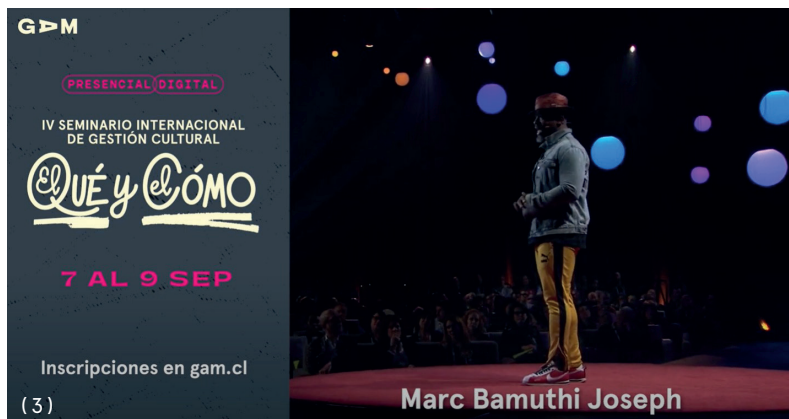 GAM
PRESENCIAL DIGITAL
IV SEMINARIO INTERNACIONAL
DE GESTIÓN CULTURAL
El QUÉ y el CÓMO
7 AL 9 SEP
Inscripciones en gam.cl
(3)
Marc Bamuthi Joseph